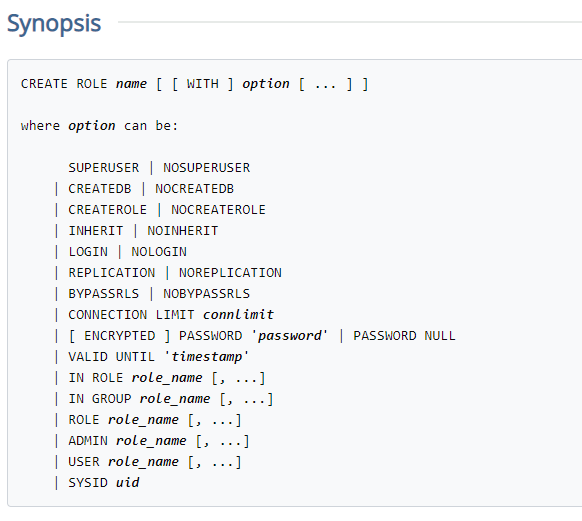 Synopsis
CREATE ROLE name [ [ WITH ] option [ ... ] ]
where option can be:
SUPERUSER | NOSUPERUSER
| CREATEDB | NOCREATEDB
| CREATEROLE | NOCREATEROLE
| INHERIT | NOINHERIT
| LOGIN | NOLOGIN
| REPLICATION | NOREPLICATION
| BYPASSRLS | NOBYPASSRLS
| CONNECTION LIMIT connlimit
| [ ENCRYPTED ] PASSWORD 'password' | PASSWORD NULL
| VALID UNTIL 'timestamp'
| IN ROLE role_name [, ...]
| IN GROUP role_name [, ...]
| ROLE role_name [, ...]
| ADMIN role_name [, ...]
| USER role_name [, ...]
| SYSID uid